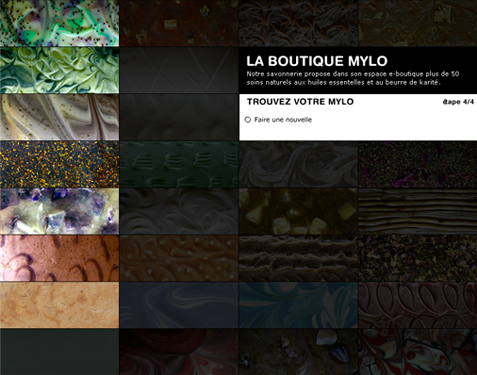 LA BOUTIQUE MYLO
Notre savonnerie propose dans son espace e-boutique plus de 50
soins naturels aux huiles essentielles et au beurre de karité.
TROUVEZ VOTRE MYLO étape 4/4
Faire une nouvelle